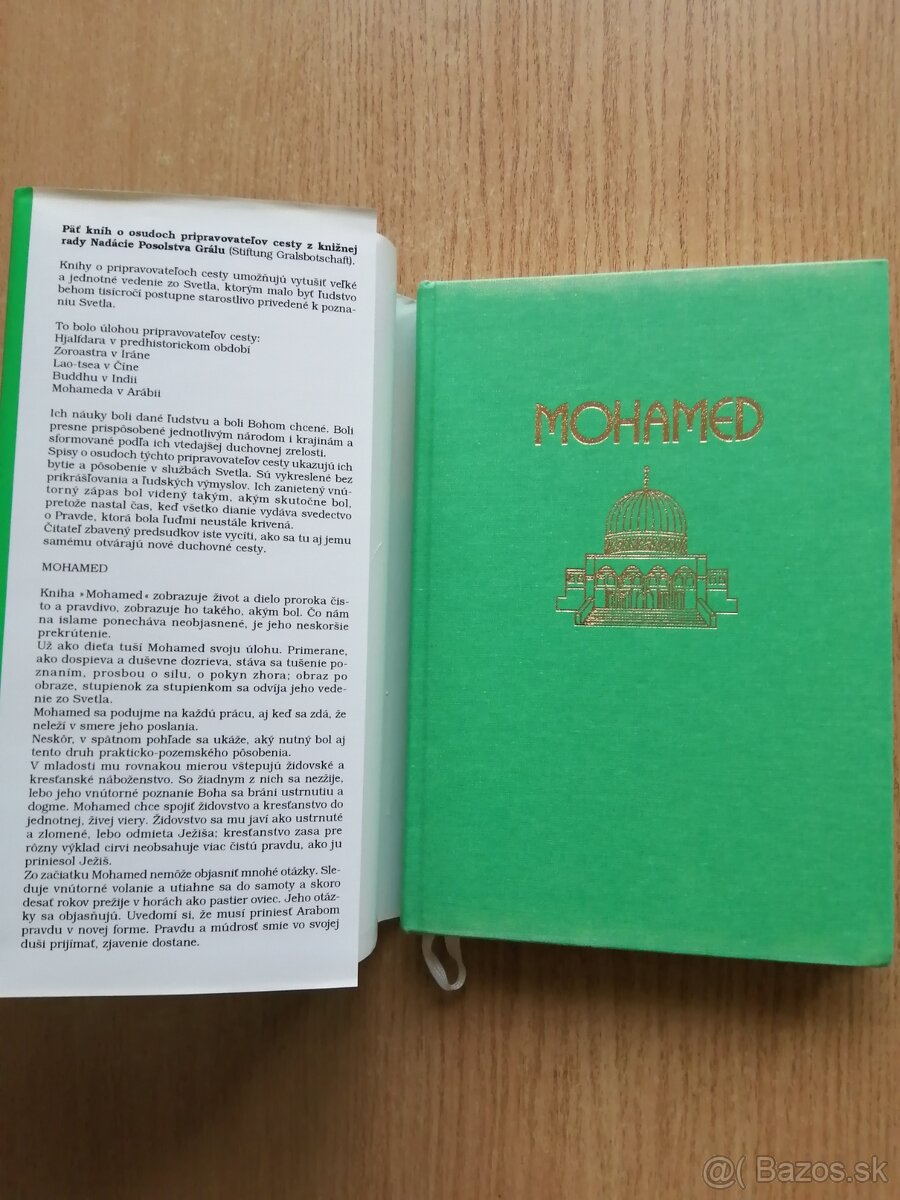 Päť kníh o osudoch pripravovateľov cesty z knižnej
rady Nadácie Posolstva Grálu (Stiftung Gralsbotschaft).
Knihy o pripravovateľoch cesty umožňujú vytušiť veľké
a jednotné vedenie zo Svetla, ktorým malo byť ľudstvo
behom tisícročí postupne starostlivo privedené k pozna-
niu Svetla.
To bolo úlohou pripravovateľov cesty:
Hjalfdara v predhistorickom období
Zoroastra v Iráne
Lao-tsea v Číne
Buddhu v Indii
Mohameda v Arábii
Ich náuky boli dané ľudstvu a boli Bohom chcené. Boli
presne prispôsobené jednotlivým národom i krajinám a
sformované podľa ich vtedajšej duchovnej zrelosti.
Spisy o osudoch týchto pripravovateľov cesty ukazujú ich
bytie a pôsobenie v službách Svetla. Sú vykreslené bez
prikrášľovania a ľudských výmyslov. Ich zanietený vnú-
torný zápas bol videný takým, akým skutočne bol,
pretože nastal čas, keď všetko dianie vydáva svedectvo
o Pravde, ktorá bola ľuďmi neustále krivená.
Čitateľ zbavený predsudkov iste vycíti, ako sa tu aj jemu
samému otvárajú nové duchovné cesty.
MOHAMED
Kniha »Mohamed« zobrazuje život a dielo proroka čis-
to a pravdivo, zobrazuje ho takého, akým bol. Čo nám
na islame ponecháva neobjasnené, je jeho neskoršie
prekrútenie.
Už ako dieťa tuší Mohamed svoju úlohu. Primerane,
ako dospieva a duševne dozrieva, stáva sa tušenie po-
znaním, prosbou o silu, o pokyn zhora; obraz po
obraze, stupienok za stupienkom sa odvíja jeho vede-
nie zo Svetla.
Mohamed sa podujme na každú prácu, aj keď sa zdá, že
neleží v smere jeho poslania.
Neskôr, v spätnom pohľade sa ukáže, aký nutný bol aj
tento druh prakticko-pozemského pôsobenia.
V mladosti mu rovnakou mierou vštepujú židovské a
kresťanské náboženstvo. So žiadnym z nich sa nezžije,
lebo jeho vnútorné poznanie Boha sa bráni ustrnutiu a
dogme. Mohamed chce spojiť židovstvo a kresťanstvo do
jednotnej, živej viery. Židovstvo sa mu javí ako ustrnuté
a zlomené, lebo odmieta Ježiša; kresťanstvo zasa pre
rôzny výklad cirví neobsahuje viac čistú pravdu, ako ju
priniesol Ježiš.
Zo začiatku Mohamed nemôže objasniť mnohé otázky. Sle-
duje vnútorné volanie a utiahne sa do samoty a skoro
desať rokov prežije v horách ako pastier oviec. Jeho otáz-
ky sa objasňujú. Uvedomí si, že musí priniesť Arabom
pravdu v novej forme. Pravdu a múdrosť smie vo svojej
duši prijímať, zjavenie dostane.
MOHAMED
@( Bazos.sk